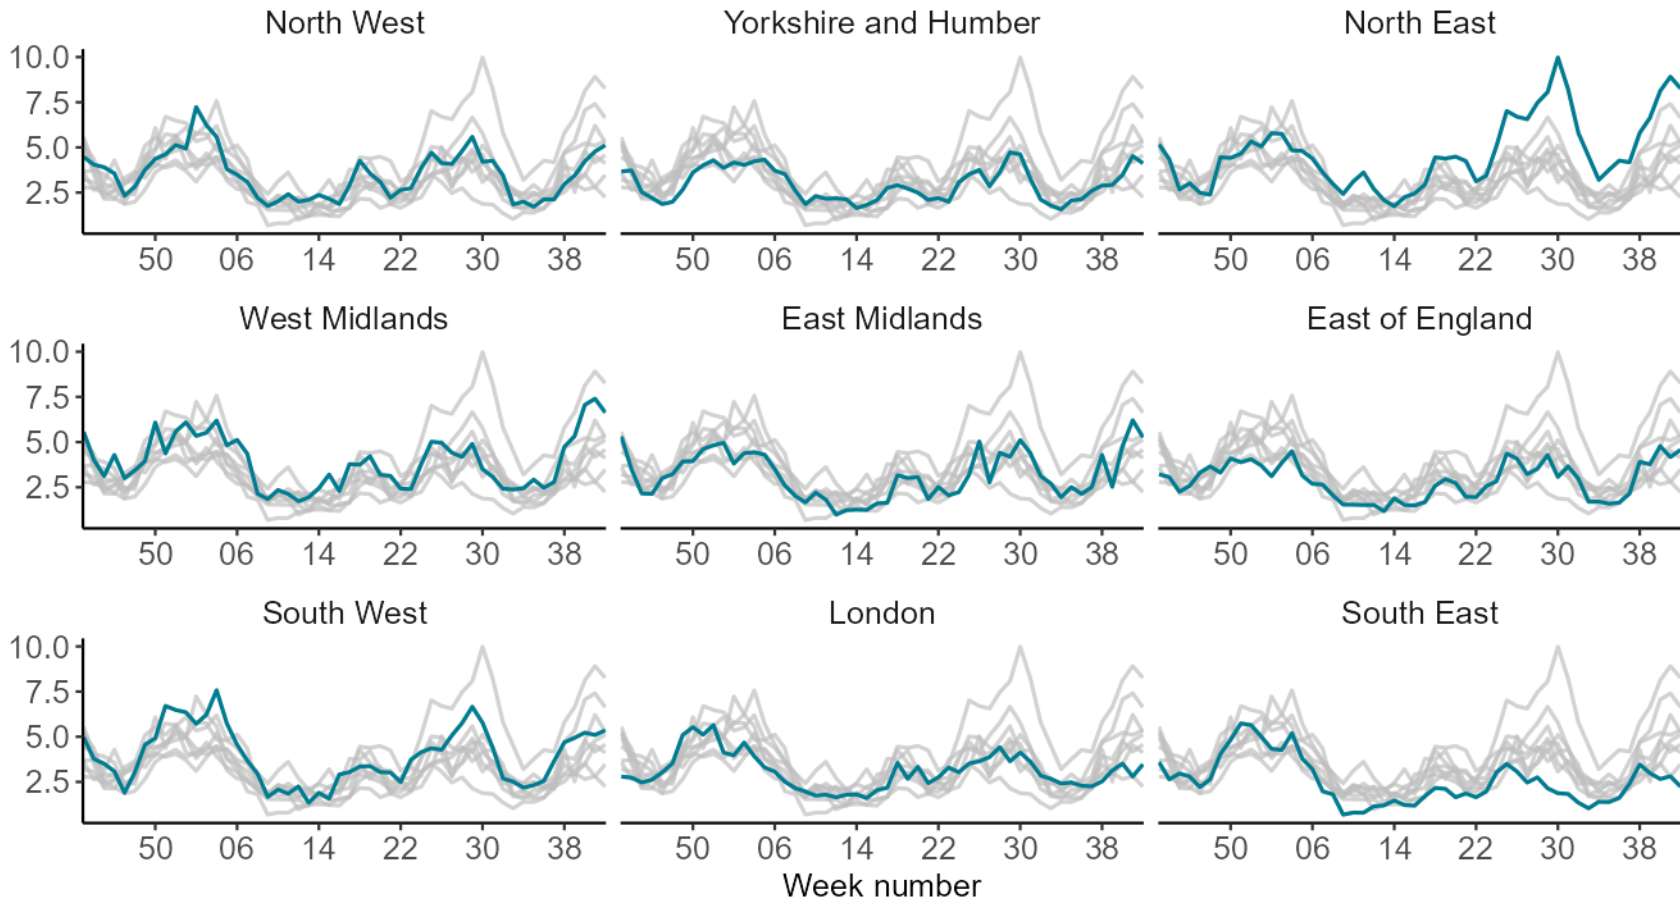 North West Yorkshire and Humber North East
10.0
7.5
5.0
2.5
50 06 14 22 30 38 50 06 14 22 30 38 50 06 14 22 30 38
West Midlands East Midlands East of England
10.0
7.5
5.0
2.5
50 06 14 22 30 38 50 06 14 22 30 38 50 06 14 22 30 38
South West London South East
10.0
7.5
5.0
2.5
50 06 14 22 30 38 50 06 14 22 30 38 50 06 14 22 30 38
Week number